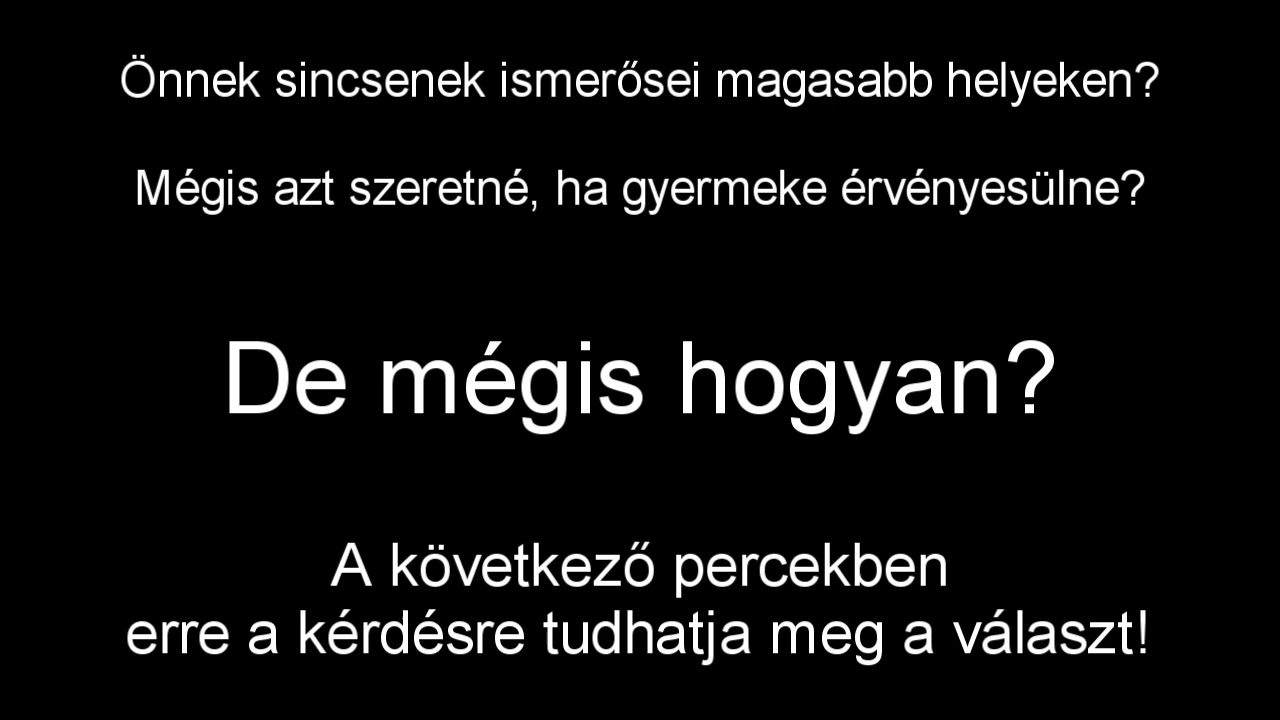 Önnek sincsenek ismerősei magasabb helyeken?
Mégis azt szeretné, ha gyermeke érvényesülne?
De mégis hogyan?
A következő percekben
erre a kérdésre tudhatja meg a választ!